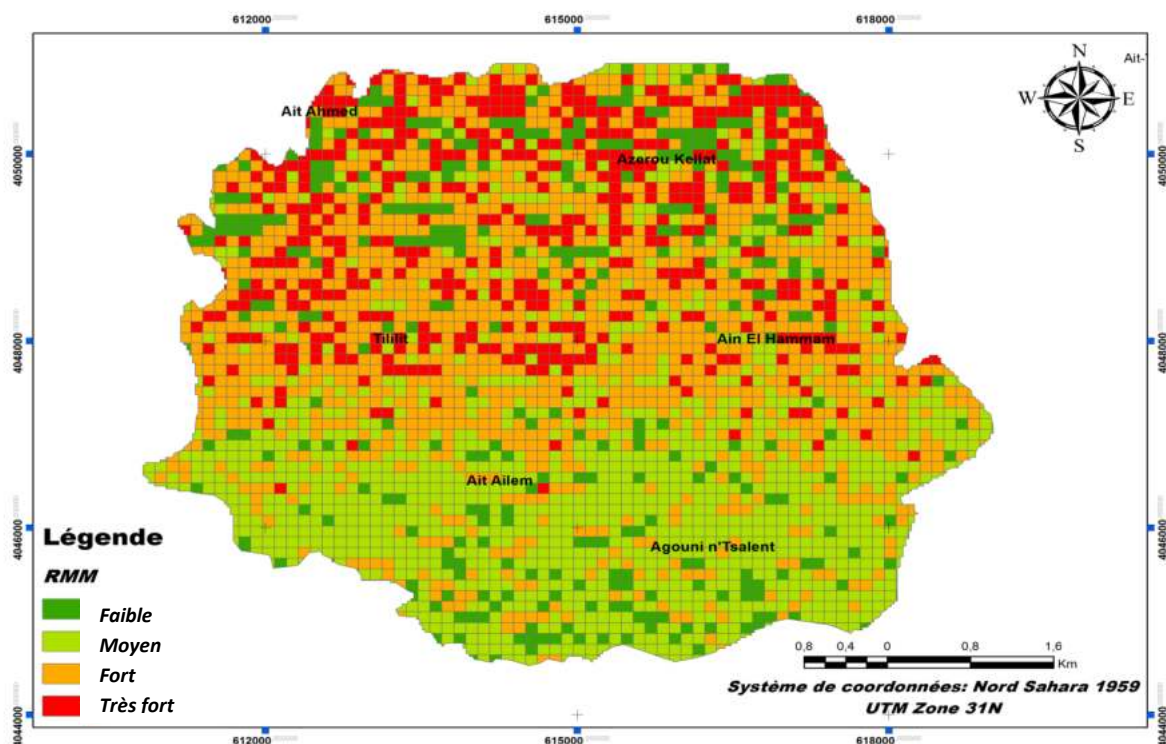 612000
615000
618000
N
W
E
S
Ait-
4050000
4050000
Ait Ahmed
Azerou Kellat
4048000
4048000
Tililit
Ain El Hammam
Ait Ailem
4046000
4046000
Agouni n'Tsalent
Légende
RMM
Faible
Moyen
Fort
Très fort
0,8 0,4 0 0,8 1,6
Km
Système de coordonnées: Nord Sahara 1959
UTM Zone 31N
4044000
4044000
612000
615000
618000